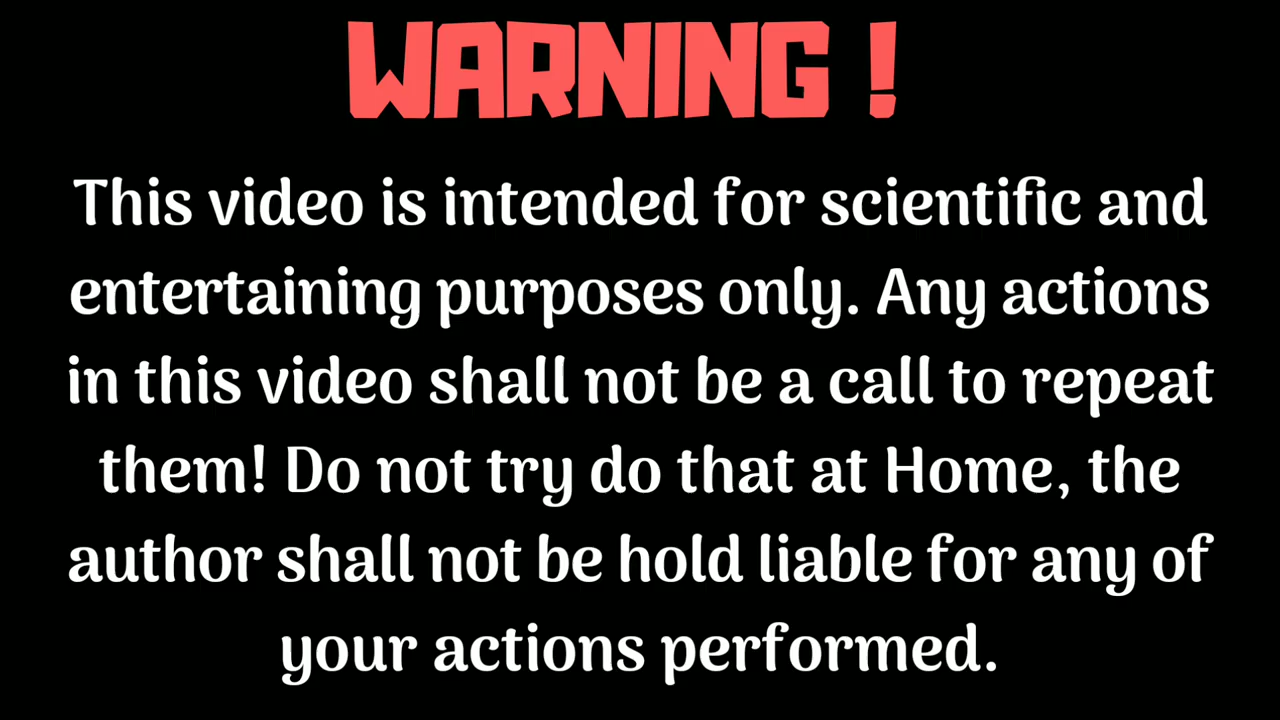 WARNING !
This video is intended for scientific and
entertaining purposes only. Any actions
in this video shall not be a call to repeat
them! Do not try do that at Home, the
author shall not be hold liable for any of
your actions performed.